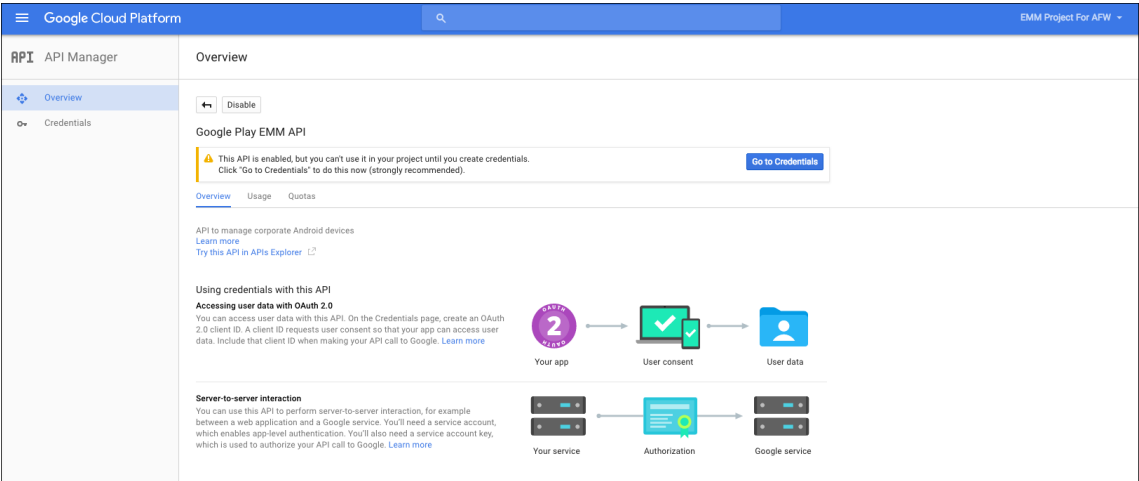 Google Cloud Platform
EMM Project For AFW
API API Manager
Overview
Overview
Credentials
Disable
Google Play EMM API
This API is enabled, but you can't use it in your project until you create credentials.
Click "Go to Credentials" to do this now (strongly recommended).
Go to Credentials
Overview Usage Quotas
API to manage corporate Android devices
Learn more
Try this API in APIs Explorer
Using credentials with this API
Accessing user data with OAuth 2.0
You can access user data with this API. On the Credentials page, create an OAuth
2.0 client ID. A client ID requests user consent so that your app can access user
data. Include that client ID when making your API call to Google. Learn more
OAUTH
2
OAUTH
Your app
User consent
User data
Server-to-server interaction
You can use this API to perform server-to-server interaction, for example
between a web application and a Google service. You'll need a service account,
which enables app-level authentication. You'll also need a service account key,
which is used to authorize your API call to Google. Learn more
Your service
Authorization
Google service